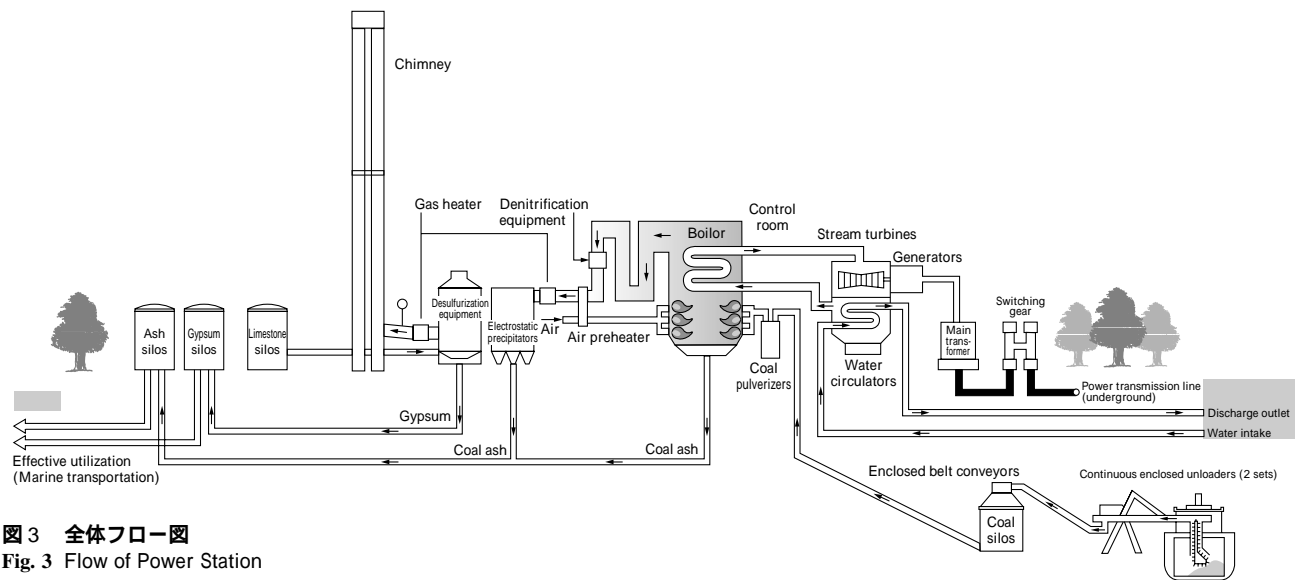 Chimney
Gas heater
Denitrification
equipment
Control
room
Boilor
Stream turbines
Generators
Desulfurization
equipment
Electrostatic
precipitators
Air
Air preheater
Switching
gear
Main
trans-
former
Ash
silos
Gypsum
silos
Limestone
silos
Coal
pulverizers
Water
circulators
Power transmission line
(underground)
Gypsum
Discharge outlet
Water intake
Coal ash
Coal ash
Effective utilization
(Marine transportation)
Enclosed belt conveyors
Continuous enclosed unloaders (2 sets)
Coal
silos
図3 全体フロー図
Fig. 3 Flow of Power Station